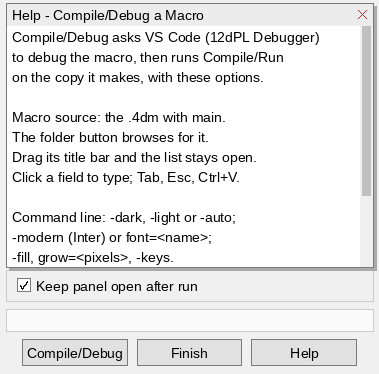 Help - Compile/Debug a Macro
Compile/Debug asks VS Code (12dPL Debugger)
to debug the macro, then runs Compile/Run
on the copy it makes, with these options.
Macro source: the .4dm with main.
The folder button browses for it.
Drag its title bar and the list stays open.
Click a field to type; Tab, Esc, Ctrl+V.
Command line: -dark, -light or -auto;
-modern (Inter) or font=<name>;
-fill, grow=<pixels>, -keys.
Keep panel open after run
Compile/Debug Finish Help